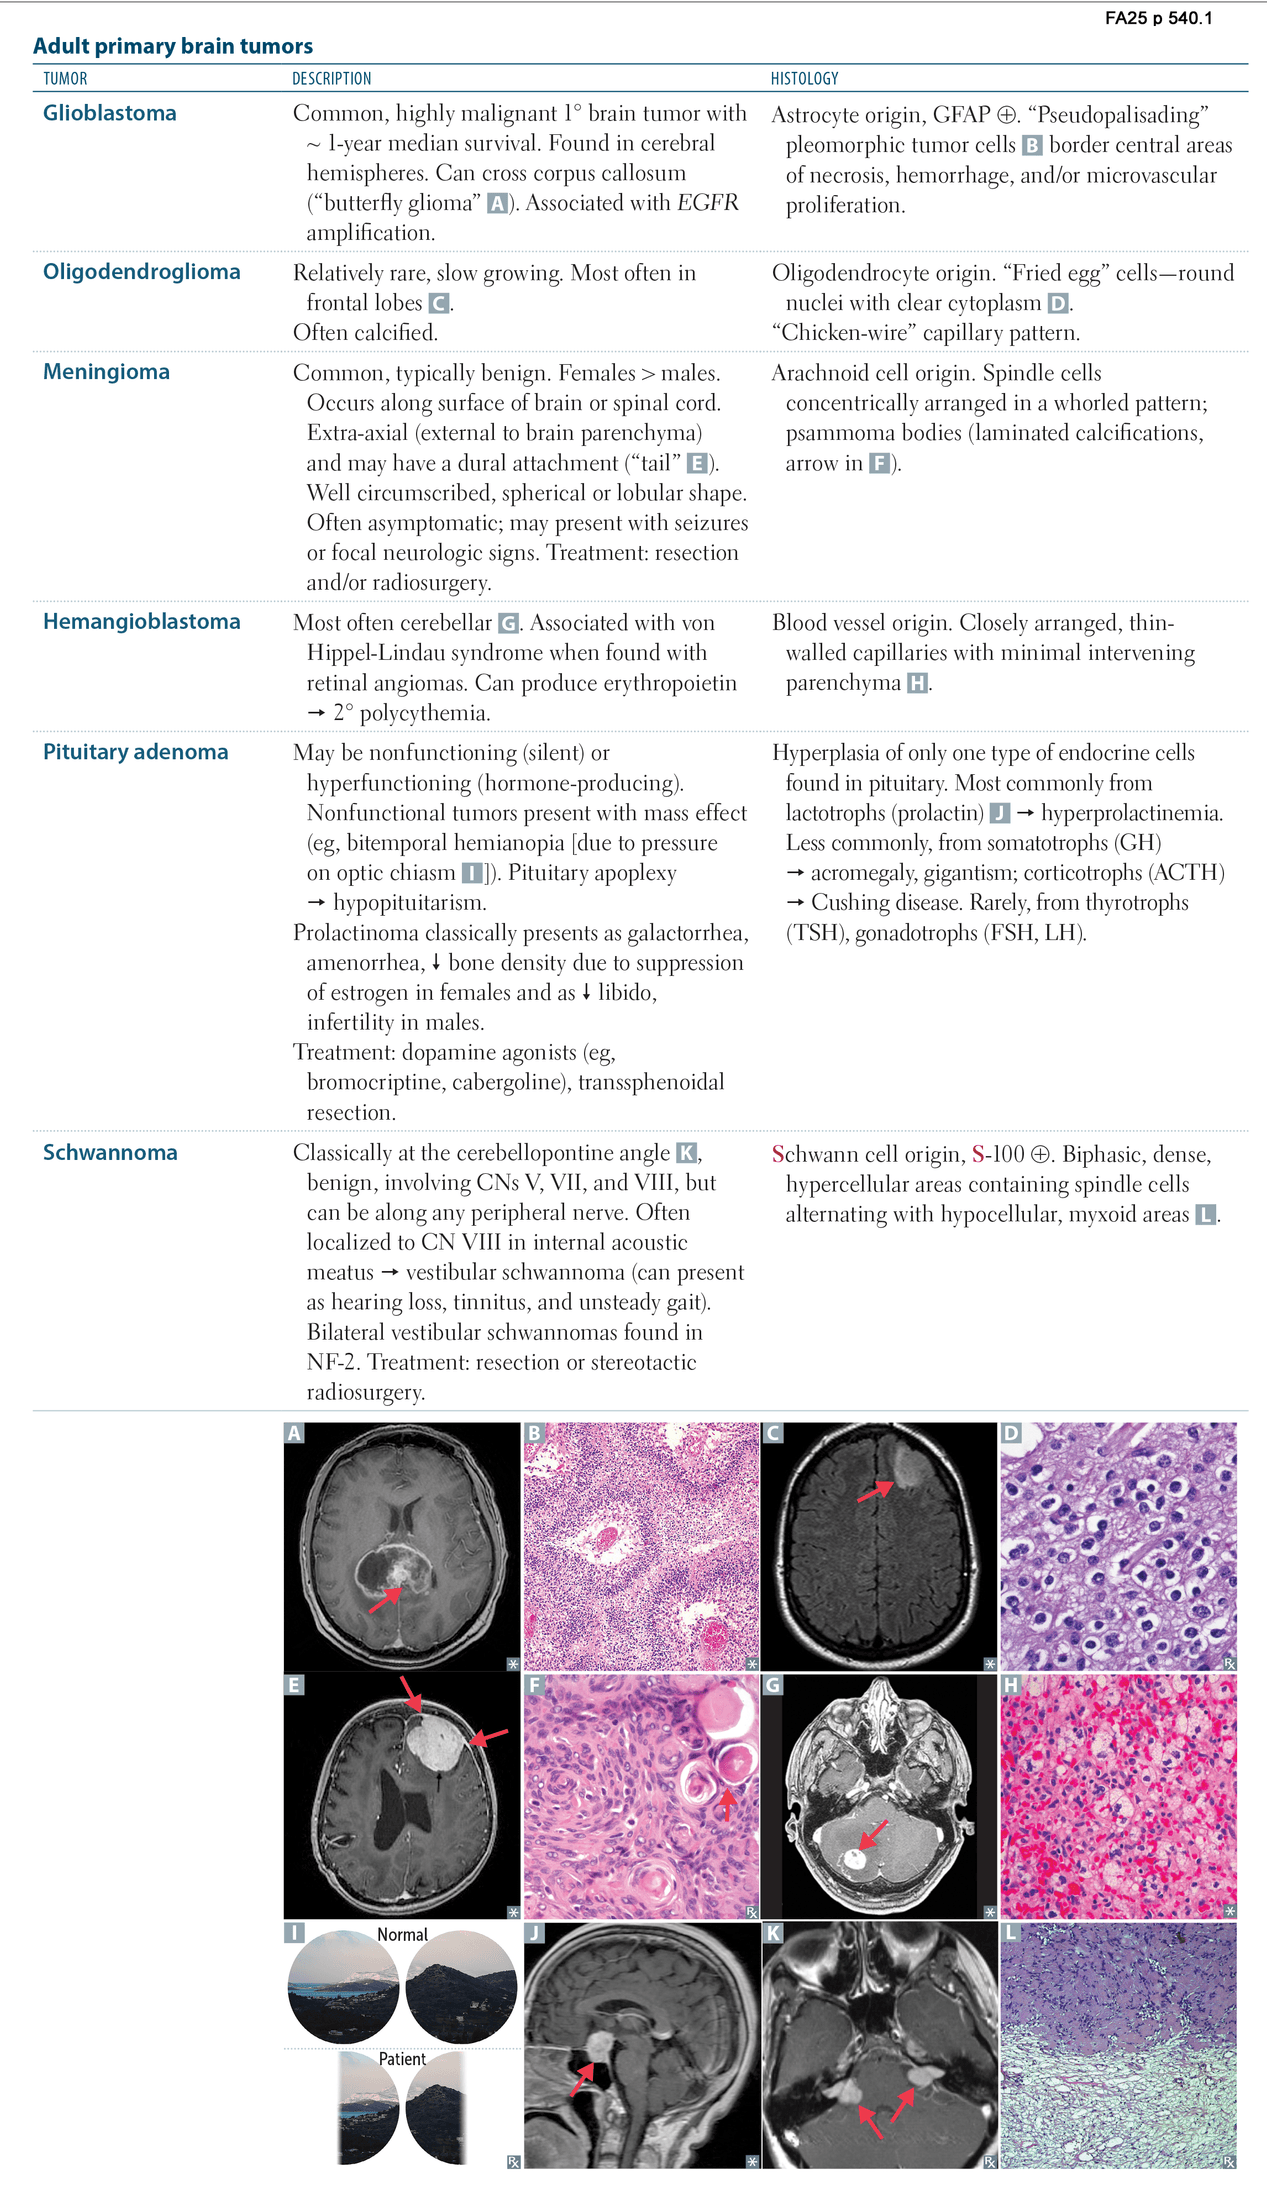 FA25 p 540.1
Adult primary brain tumors
TUMOR DESCRIPTION HISTOLOGY
Glioblastoma
Common, highly malignant 1° brain tumor with
~ 1-year median survival. Found in cerebral
hemispheres. Can cross corpus callosum
(“butterfly glioma” A). Associated with EGFR
amplification.
Astrocyte origin, GFAP ⊕. “Pseudopalisading”
pleomorphic tumor cells B border central areas
of necrosis, hemorrhage, and/or microvascular
proliferation.
Oligodendroglioma
Relatively rare, slow growing. Most often in
frontal lobes C.
Often calcified.
Oligodendrocyte origin. “Fried egg” cells—round
nuclei with clear cytoplasm D.
“Chicken-wire” capillary pattern.
Meningioma
Common, typically benign. Females > males.
Occurs along surface of brain or spinal cord.
Extra-axial (external to brain parenchyma)
and may have a dural attachment (“tail” E).
Well circumscribed, spherical or lobular shape.
Often asymptomatic; may present with seizures
or focal neurologic signs. Treatment: resection
and/or radiosurgery.
Arachnoid cell origin. Spindle cells
concentrically arranged in a whorled pattern;
psammoma bodies (laminated calcifications,
arrow in F).
Hemangioblastoma
Most often cerebellar G. Associated with von
Hippel-Lindau syndrome when found with
retinal angiomas. Can produce erythropoietin
→ 2° polycythemia.
Blood vessel origin. Closely arranged, thin-
walled capillaries with minimal intervening
parenchyma H.
Pituitary adenoma
May be nonfunctioning (silent) or
hyperfunctioning (hormone-producing).
Nonfunctional tumors present with mass effect
(eg, bitemporal hemianopia [due to pressure
on optic chiasm I]). Pituitary apoplexy
→ hypopituitarism.
Prolactinoma classically presents as galactorrhea,
amenorrhea, ↓ bone density due to suppression
of estrogen in females and as ↓ libido,
infertility in males.
Treatment: dopamine agonists (eg,
bromocriptine, cabergoline), transsphenoidal
resection.
Hyperplasia of only one type of endocrine cells
found in pituitary. Most commonly from
lactotrophs (prolactin) J → hyperprolactinemia.
Less commonly, from somatotrophs (GH)
→ acromegaly, gigantism; corticotrophs (ACTH)
→ Cushing disease. Rarely, from thyrotrophs
(TSH), gonadotrophs (FSH, LH).
Schwannoma
Classically at the cerebellopontine angle K,
benign, involving CNs V, VII, and VIII, but
can be along any peripheral nerve. Often
localized to CN VIII in internal acoustic
meatus → vestibular schwannoma (can present
as hearing loss, tinnitus, and unsteady gait).
Bilateral vestibular schwannomas found in
NF-2. Treatment: resection or stereotactic
radiosurgery.
Schwann cell origin, S-100 ⊕. Biphasic, dense,
hypercellular areas containing spindle cells
alternating with hypocellular, myxoid areas L.
A B C D
* * * ℞
E F G H
* ℞ * *
I J K L
Normal
Patient
℞ * ℞ ℞